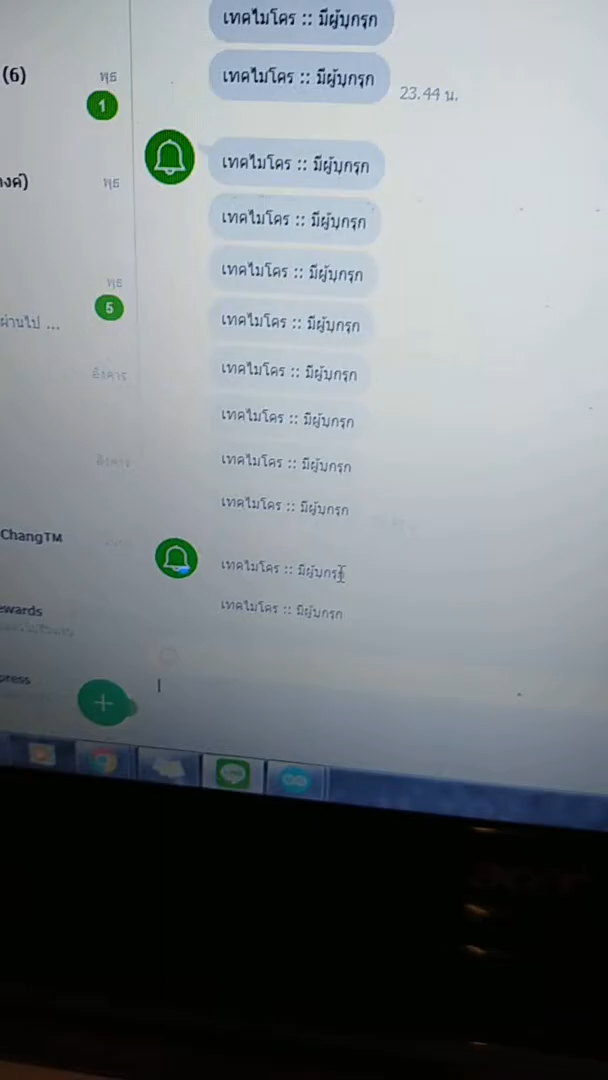 เทคไมโคร :: มีผู้บุกรุก
(6)
พุธ
เทคไมโคร :: มีผู้บุกรุก
23.44 น.
1
เทคไมโคร :: มีผู้บุกรุก
งค์)
พุธ
เทคไมโคร :: มีผู้บุกรุก
เทคไมโคร :: มีผู้บุกรุก
พุธ
5
ผ่านไป ...
เทคไมโคร :: มีผู้บุกรุก
อังคาร
เทคไมโคร :: มีผู้บุกรุก
เทคไมโคร :: มีผู้บุกรุก
อังคาร
เทคไมโคร :: มีผู้บุกรุก
เทคไมโคร :: มีผู้บุกรุก
ChangTM
เทคไมโคร :: มีผู้บุกรุก
ewards
เทคไมโคร :: มีผู้บุกรุก
press
acer